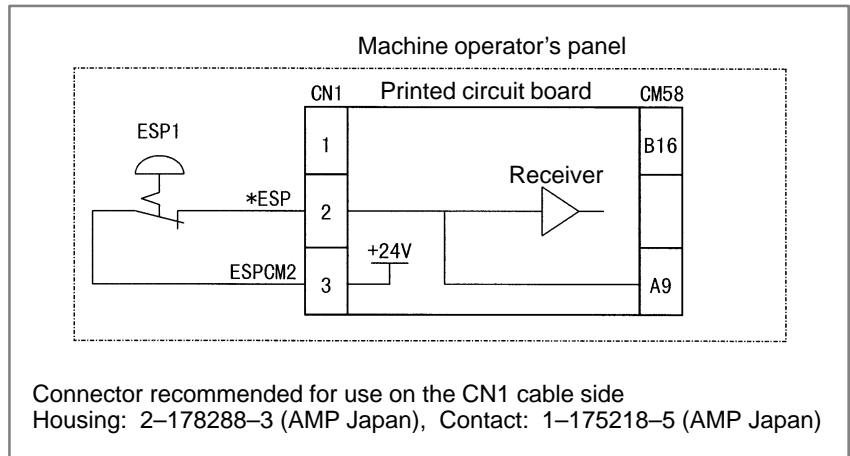 Machine operator’s panel
CN1 Printed circuit board CM58
ESP1
1 B16
Receiver
*ESP 2
+24V
ESPCM2 3 A9
Connector recommended for use on the CN1 cable side
Housing: 2–178288–3 (AMP Japan), Contact: 1–175218–5 (AMP Japan)